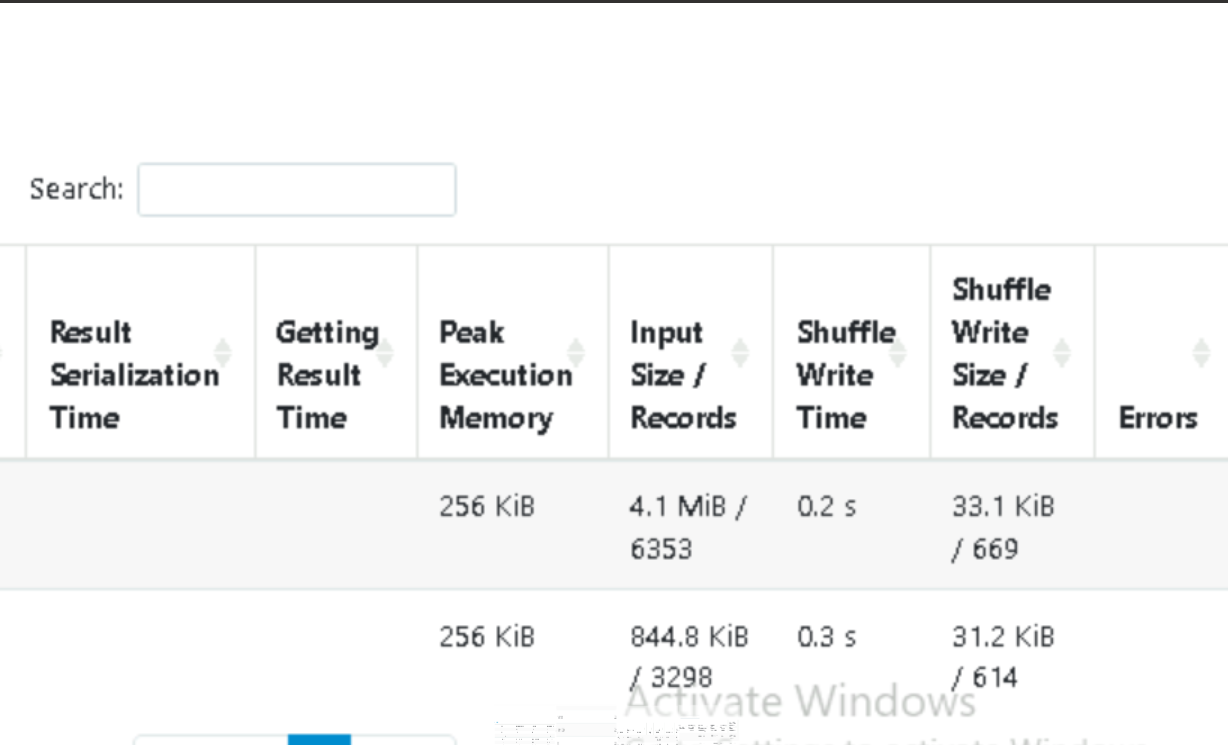 Search:
Result Serialization Time
Getting Result Time
Peak Execution Memory
Input Size / Records
Shuffle Write Time
Shuffle Write Size / Records
Errors
256 KiB
4.1 MiB / 6353
0.2 s
33.1 KiB / 669
256 KiB
844.8 KiB / 3298
0.3 s
31.2 KiB / 614
Activate Windows